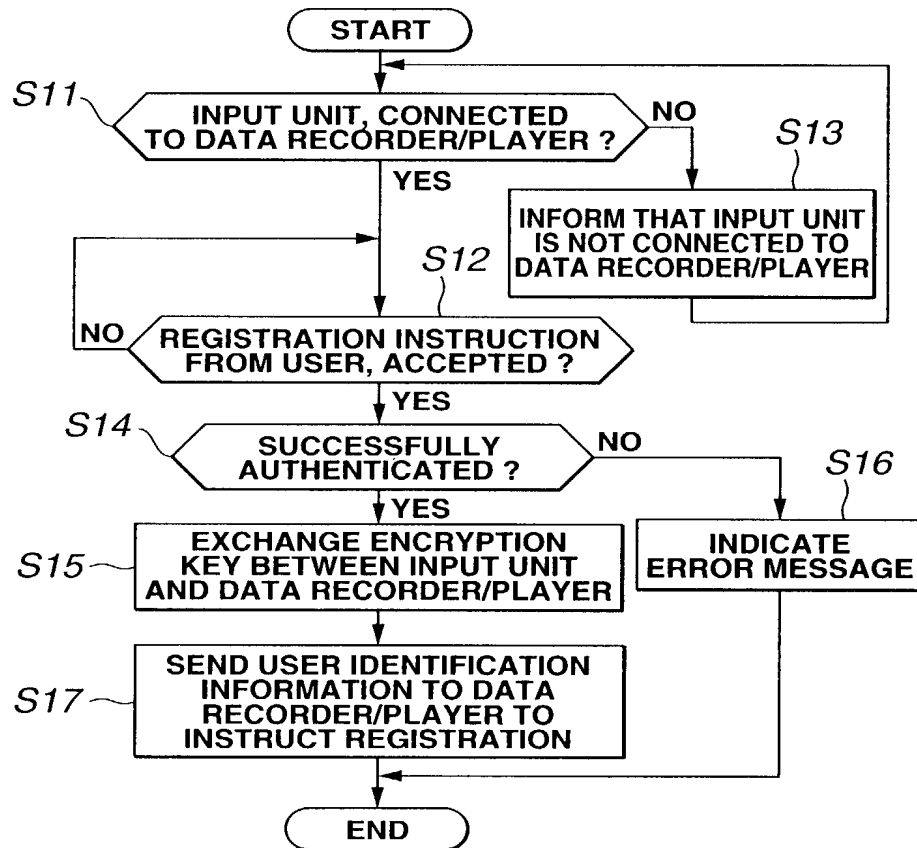 START
S11
INPUT UNIT, CONNECTED
TO DATA RECORDER/PLAYER ?
NO
S13
YES
INFORM THAT INPUT UNIT
IS NOT CONNECTED TO
DATA RECORDER/PLAYER
S12
NO
REGISTRATION INSTRUCTION
FROM USER, ACCEPTED ?
YES
S14
SUCCESSFULLY
AUTHENTICATED ?
NO
S16
YES
S15
EXCHANGE ENCRYPTION
KEY BETWEEN INPUT UNIT
AND DATA RECORDER/PLAYER
INDICATE
ERROR MESSAGE
S17
SEND USER IDENTIFICATION
INFORMATION TO DATA
RECORDER/PLAYER TO
INSTRUCT REGISTRATION
END